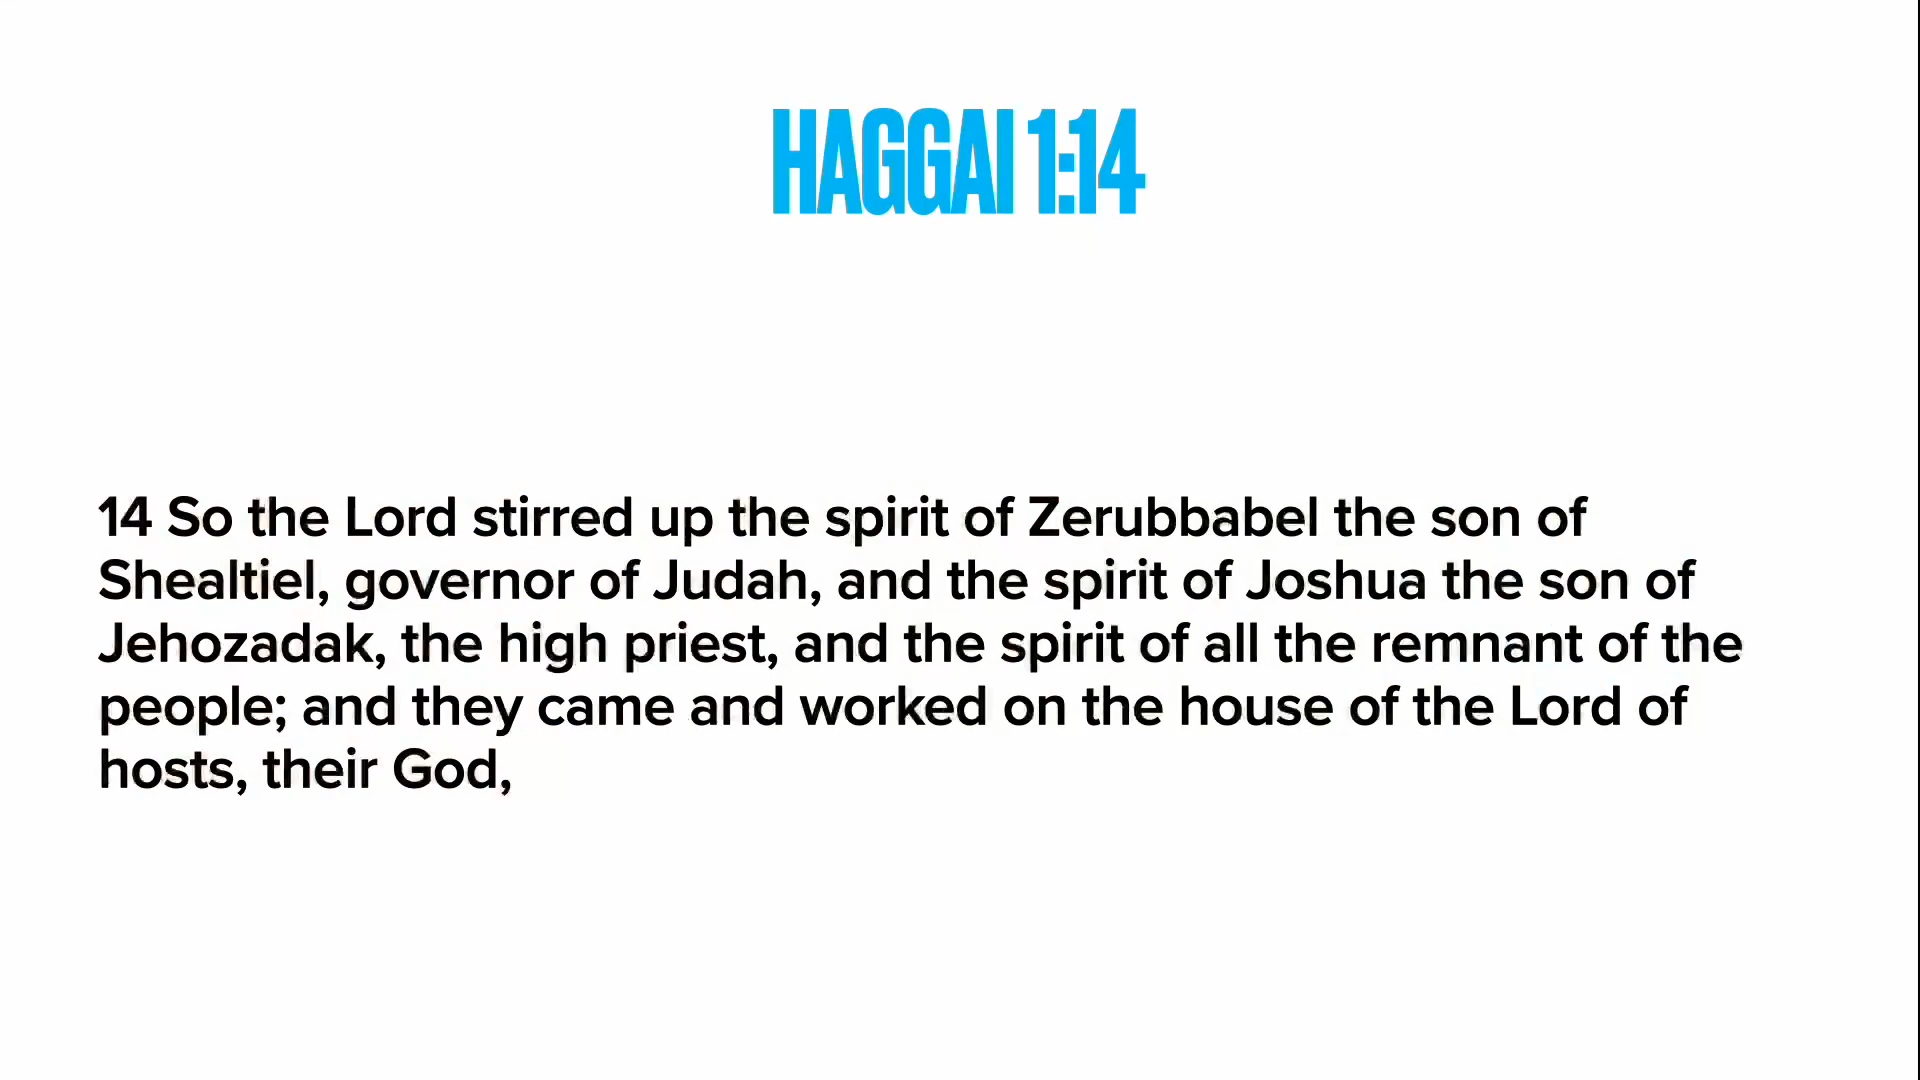 HAGGAI 1:14
14 So the Lord stirred up the spirit of Zerubbabel the son of
Shealtiel, governor of Judah, and the spirit of Joshua the son of
Jehozadak, the high priest, and the spirit of all the remnant of the
people; and they came and worked on the house of the Lord of
hosts, their God,